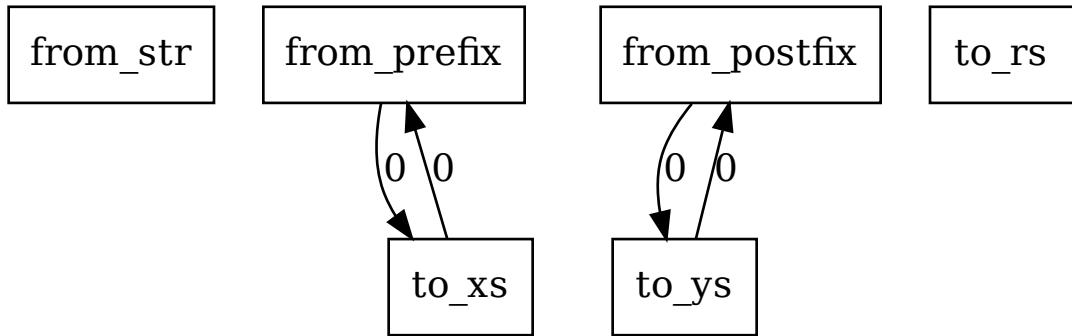 from_str
from_prefix
from_postfix
to_rs
0
0
0
0
to_xs
to_ys